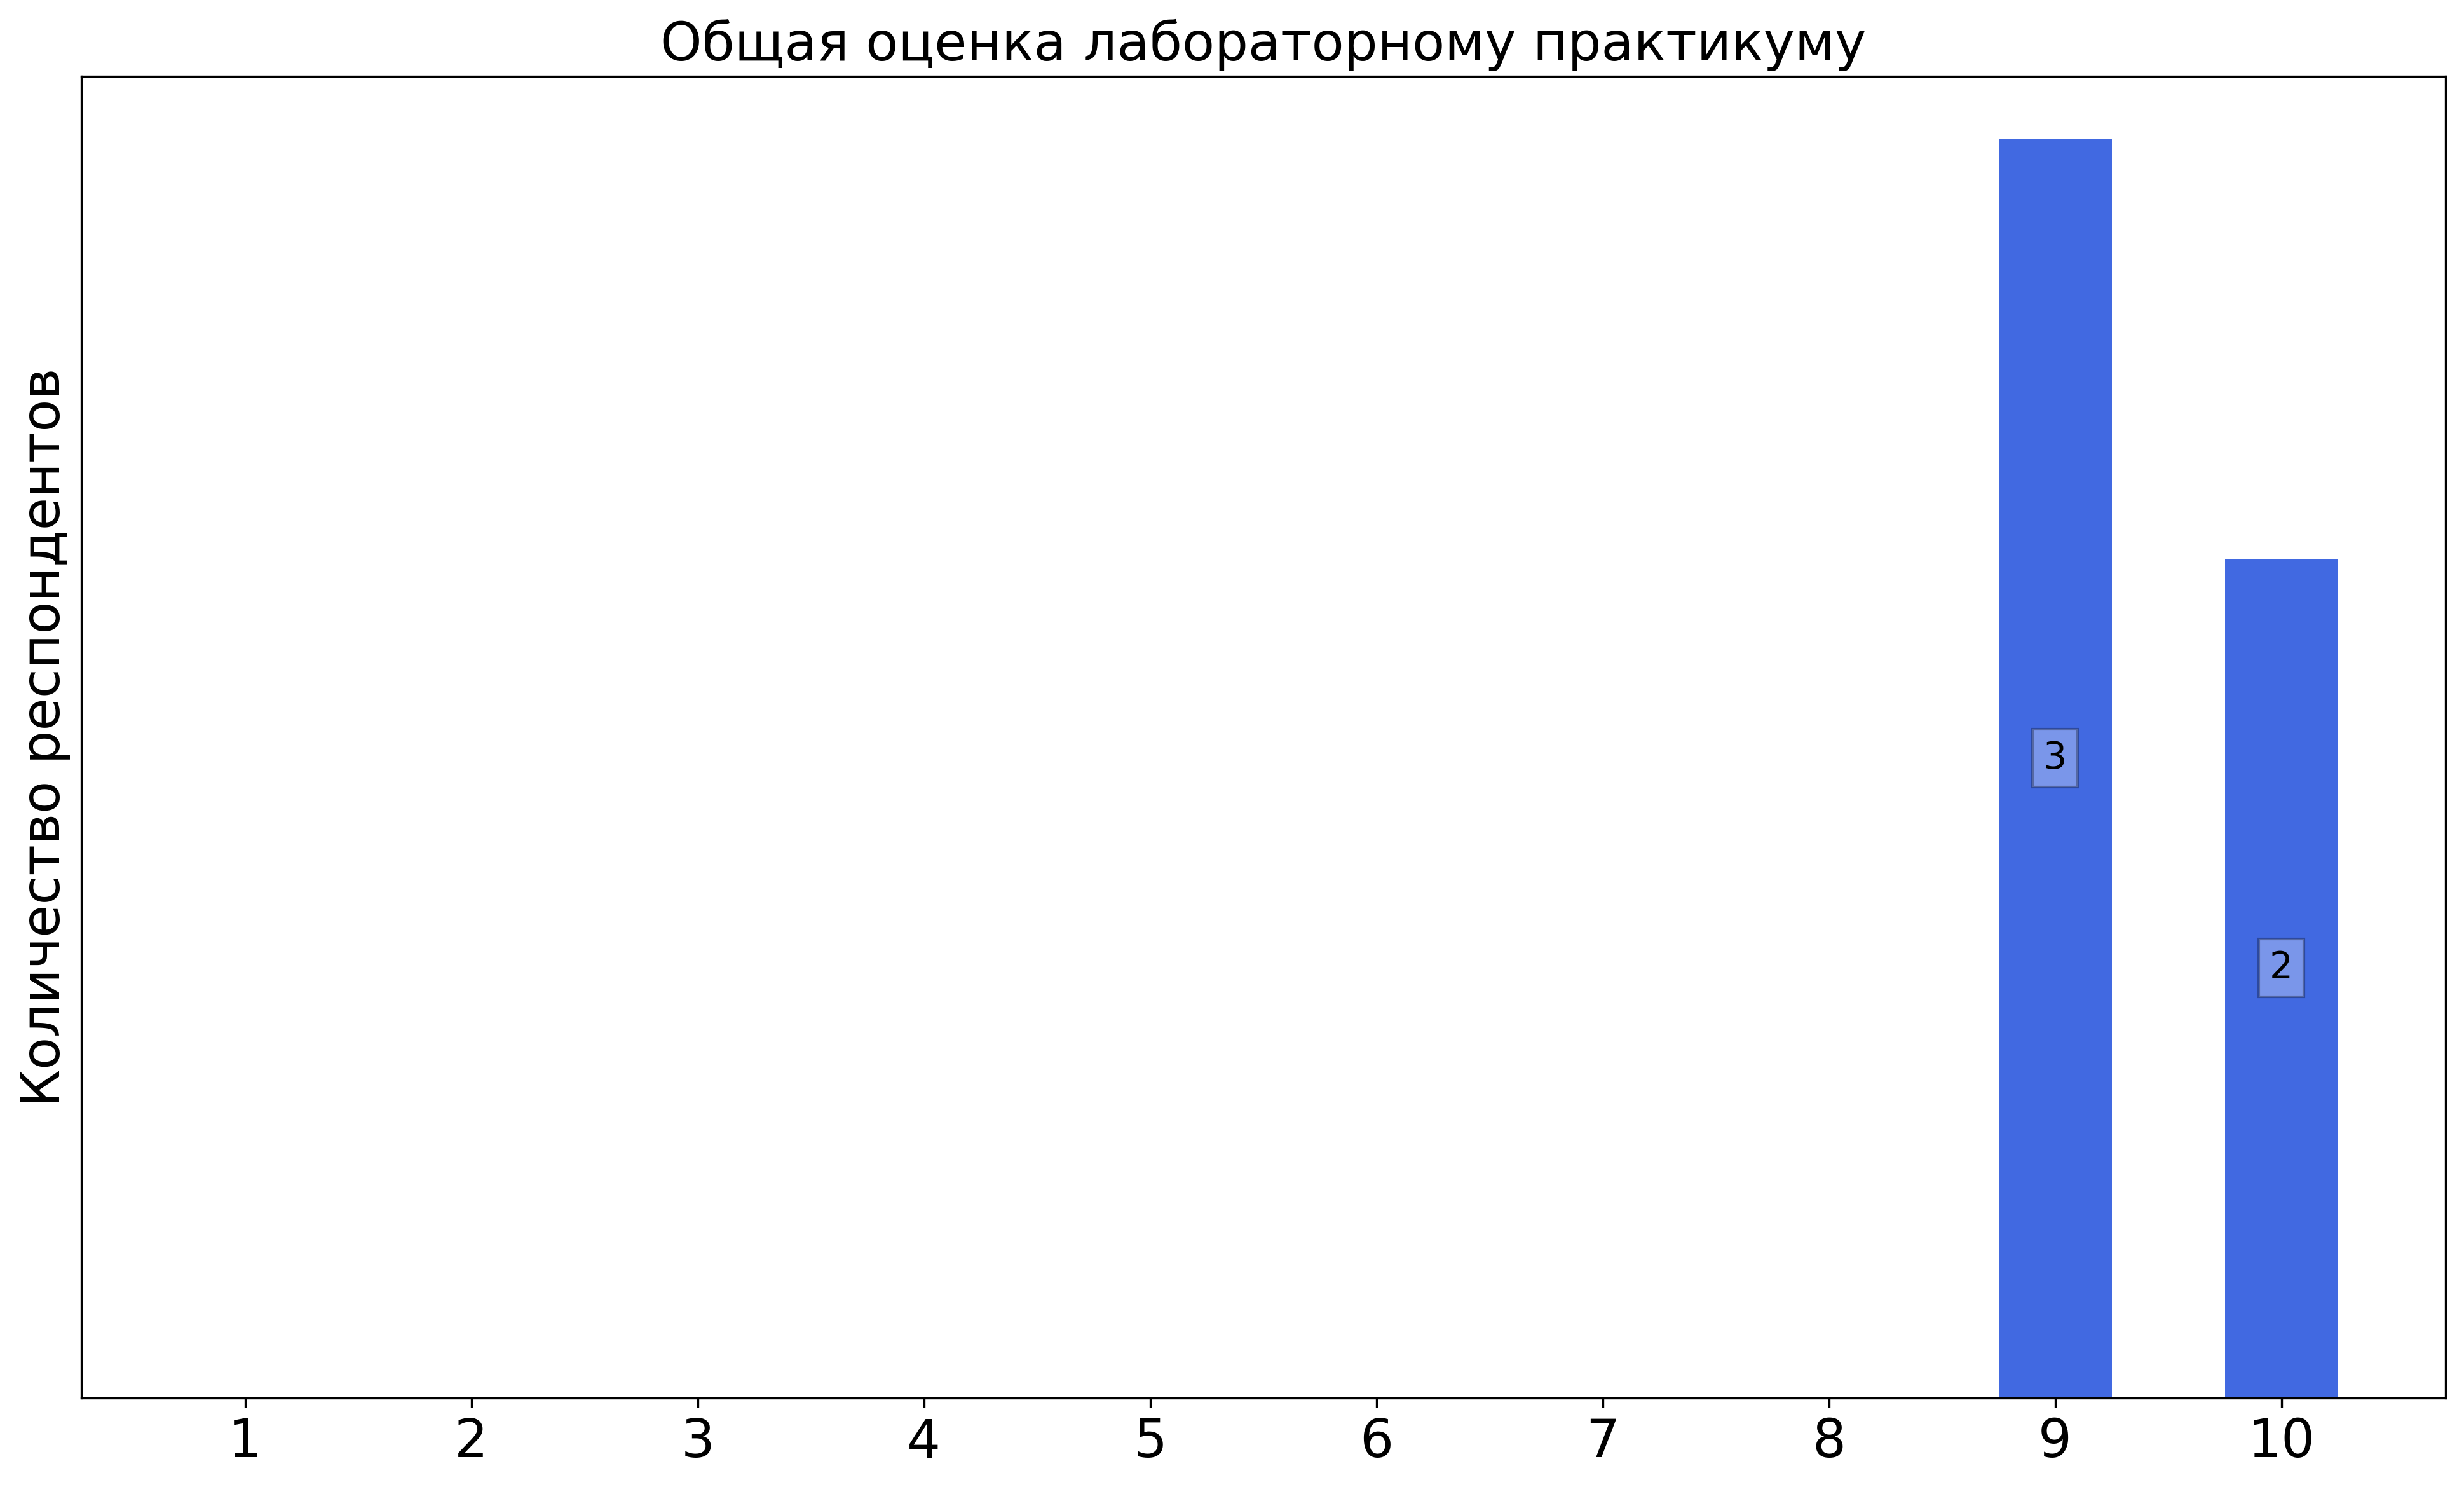 Общая оценка лабораторному практикуму
Количество респондентов
3
2
1 2 3 4 5 6 7 8 9 10